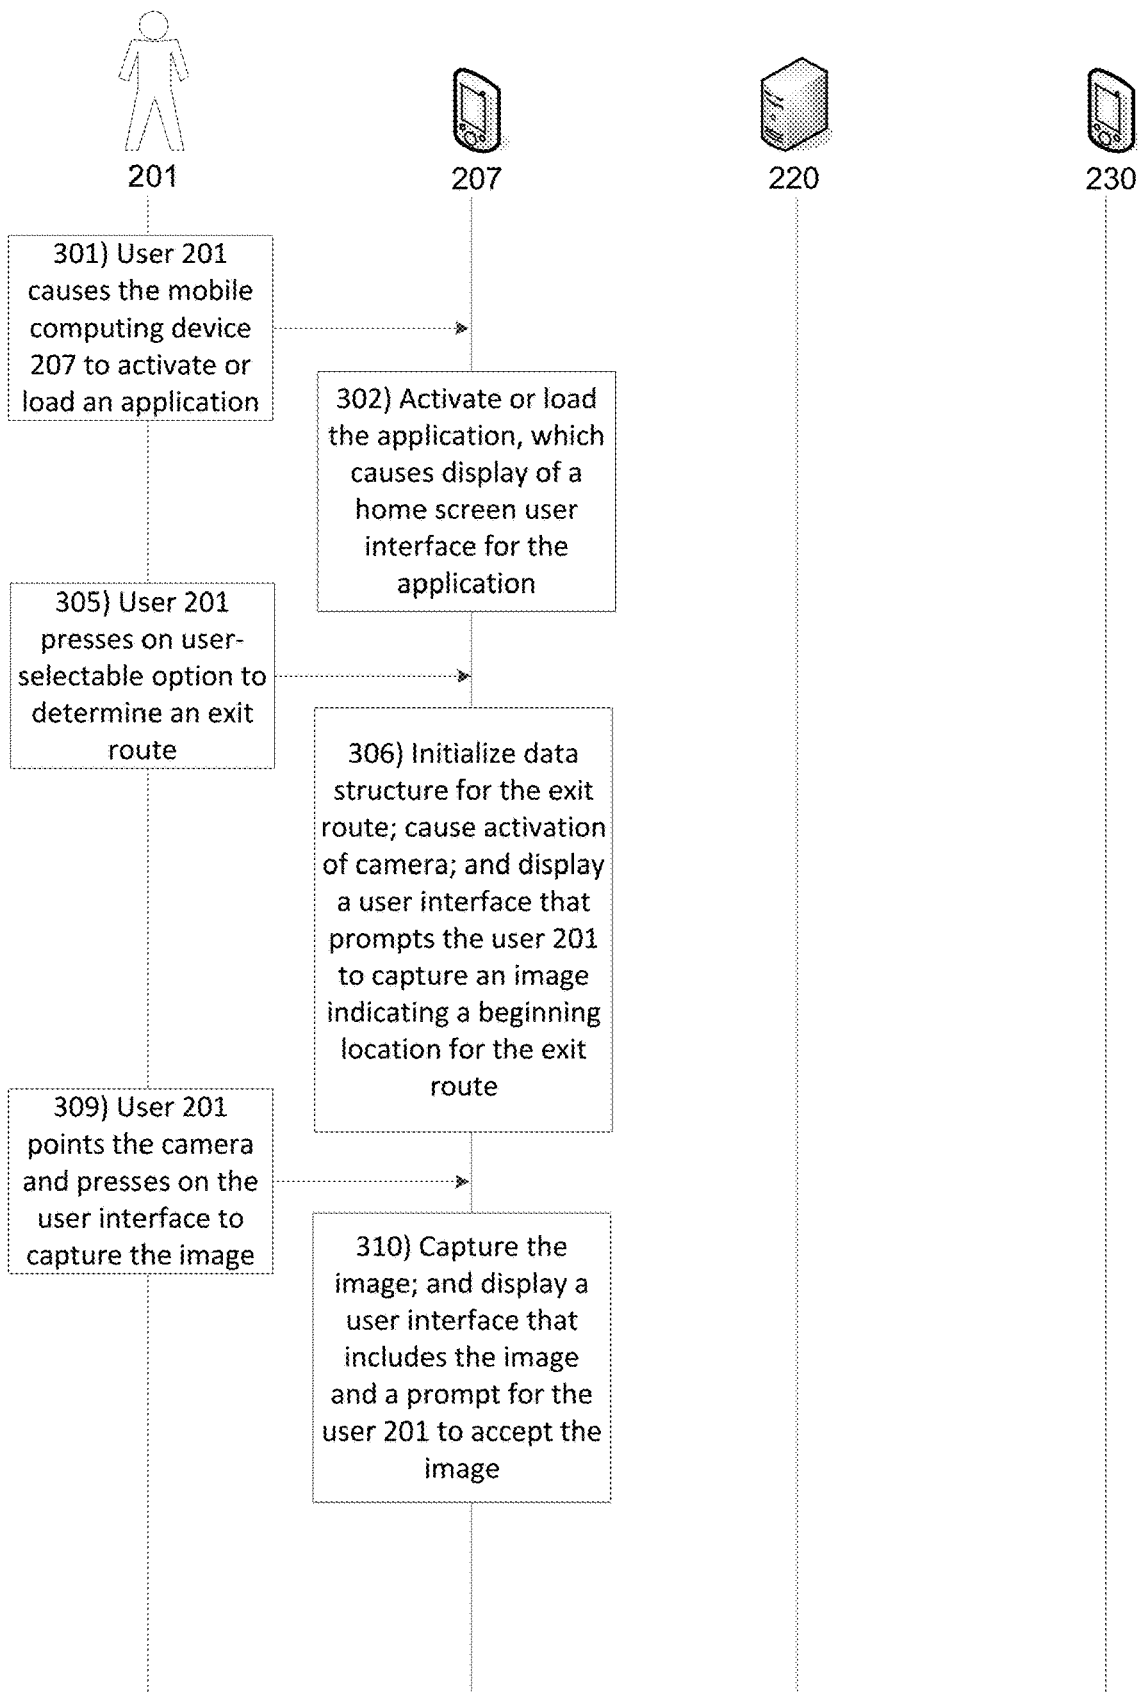 201
207
220
230
301) User 201
causes the mobile
computing device
207 to activate or
load an application
302) Activate or load
the application, which
causes display of a
home screen user
interface for the
application
305) User 201
presses on user-
selectable option to
determine an exit
route
306) Initialize data
structure for the exit
route; cause activation
of camera; and display
a user interface that
prompts the user 201
to capture an image
indicating a beginning
location for the exit
route
309) User 201
points the camera
and presses on the
user interface to
capture the image
310) Capture the
image; and display a
user interface that
includes the image
and a prompt for the
user 201 to accept the
image